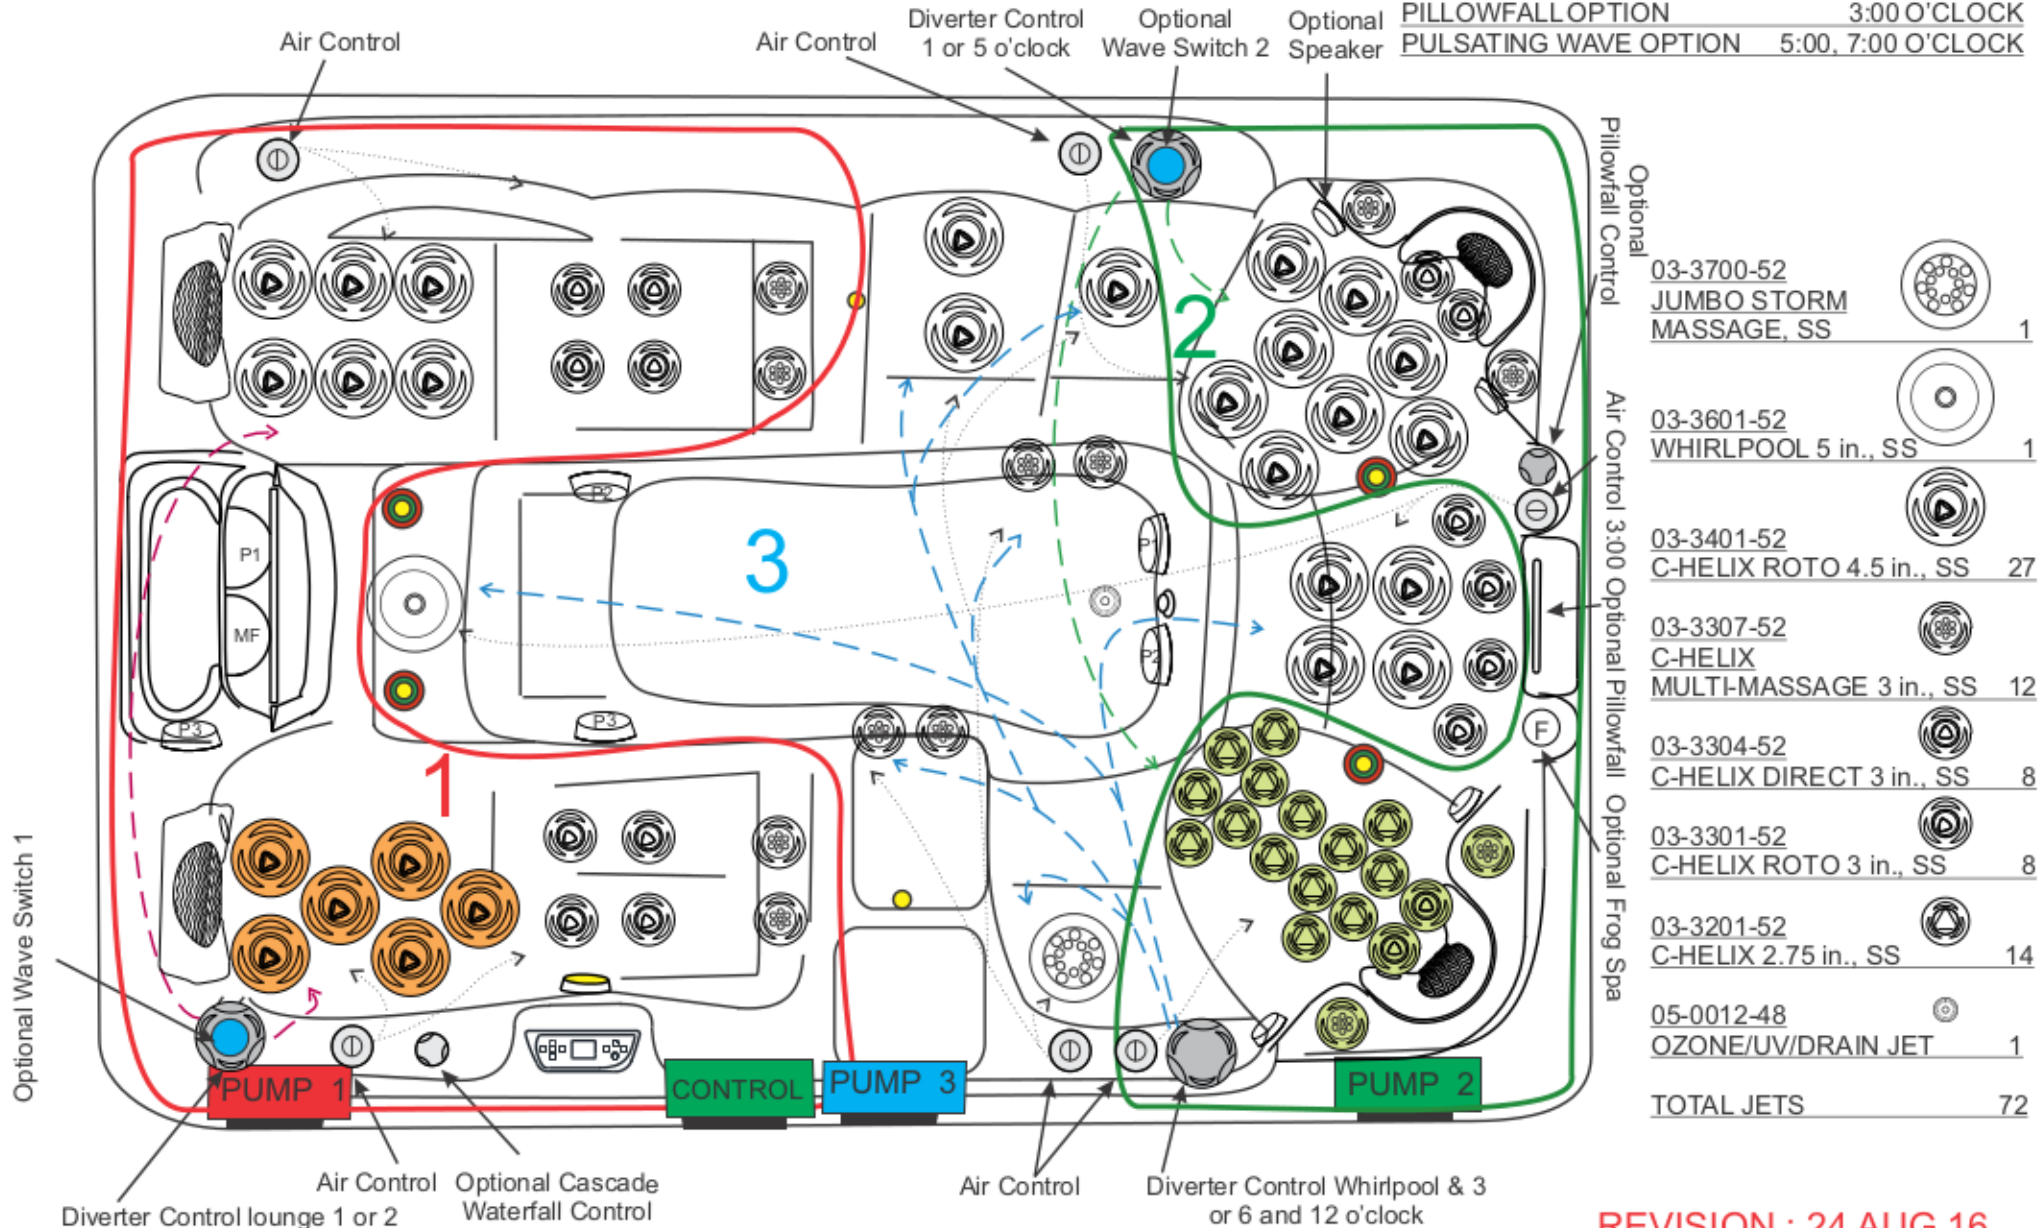 Diverter Control
1 or 5 o'clock
Optional
Wave Switch 2
Optional
Speaker
PILLOWFALL OPTION 3:00 O'CLOCK
PULSATING WAVE OPTION 5:00, 7:00 O'CLOCK
Air Control
Air Control
Optional
Pillowfall Control
Air Control 3:00 Optional Pillowfall Optional Frog Spa
03-3700-52
JUMBO STORM
MASSAGE, SS 1
03-3601-52
WHIRLPOOL 5 in., SS 1
03-3401-52
C-HELIX ROTO 4.5 in., SS 27
03-3307-52
C-HELIX
MULTI-MASSAGE 3 in., SS 12
03-3304-52
C-HELIX DIRECT 3 in., SS 8
03-3301-52
C-HELIX ROTO 3 in., SS 8
03-3201-52
C-HELIX 2.75 in., SS 14
05-0012-48
OZONE/UV/DRAIN JET 1
TOTAL JETS 72
2
P2
P1
P1
3
MF
P2
P3
P3
F
1
Optional Wave Switch 1
PUMP 1
CONTROL
PUMP 3
PUMP 2
Air Control
Optional Cascade
Waterfall Control
Diverter Control lounge 1 or 2
Air Control
Diverter Control Whirlpool & 3
or 6 and 12 o'clock
REVISION : 24 AUG 16